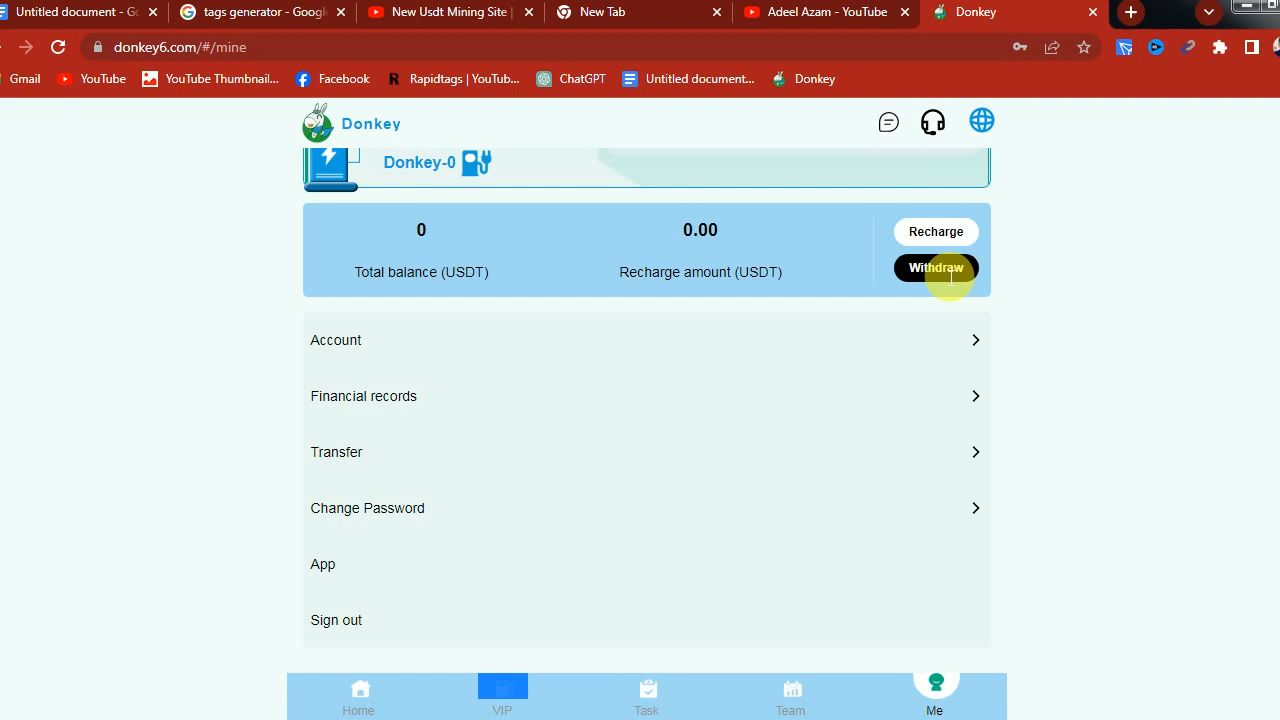 Untitled document - Go
tags generator - Google
New Usdt Mining Site |
New Tab
Adeel Azam - YouTube
Donkey
donkey6.com/#/mine
Gmail
YouTube
YouTube Thumbnail...
Facebook
Rapidtags | YouTub...
ChatGPT
Untitled document...
Donkey
Donkey
Donkey-0
0
0.00
Recharge
Total balance (USDT)
Recharge amount (USDT)
Withdraw
Account
Financial records
Transfer
Change Password
App
Sign out
Home
VIP
Task
Team
Me